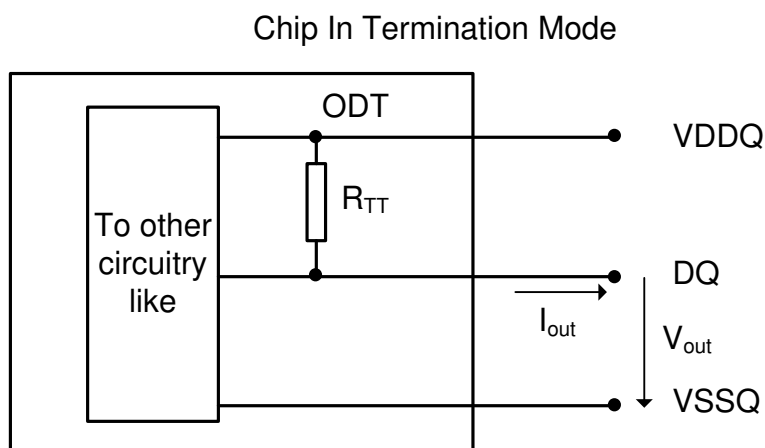 Chip In Termination Mode
ODT
VDDQ
R_TT
To other
circuitry
like
DQ
I_out
V_out
VSSQ